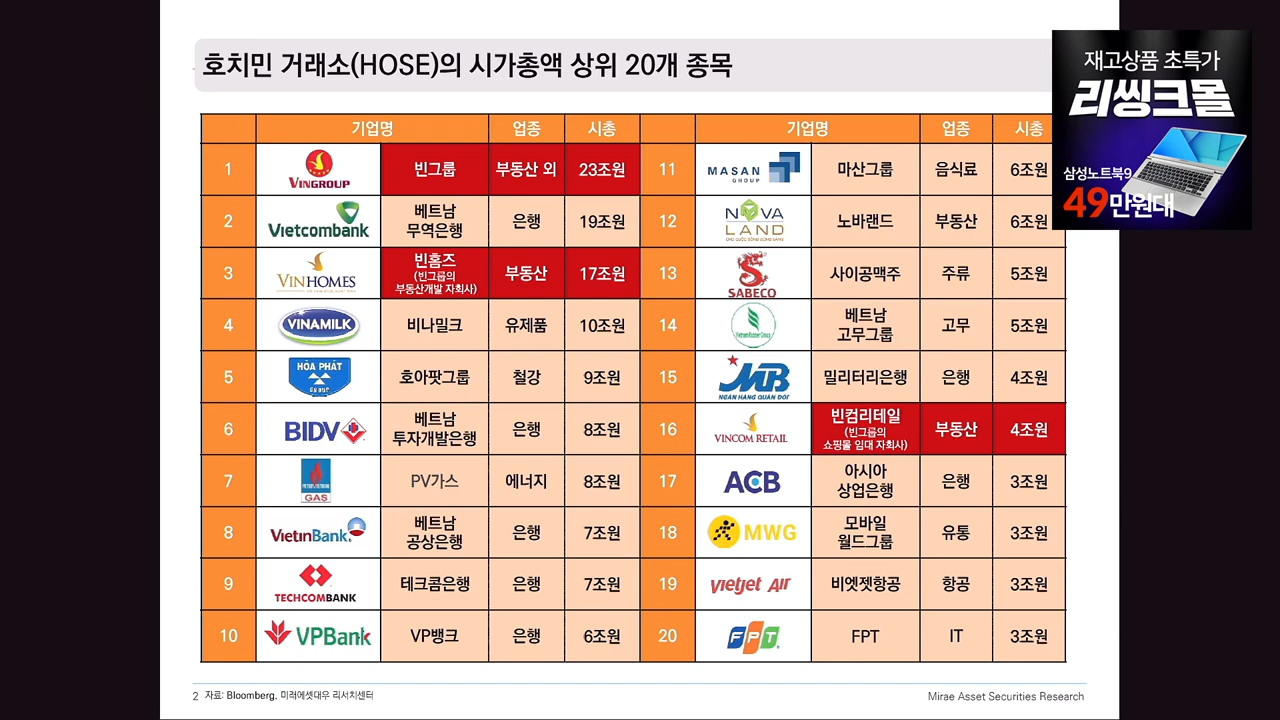 호치민 거래소(HOSE)의 시가총액 상위 20개 종목
재고상품 초특가
리씽크몰
삼성노트북9
49만원대
기업명 업종 시총 기업명 업종 시총
1 VINGROUP 빈그룹 부동산 외 23조원 11 MASAN GROUP 마산그룹 음식료 6조원
2 Vietcombank 베트남 무역은행 은행 19조원 12 NOVA LAND 노바랜드 부동산 6조원
3 VINHOMES 빈홈즈 (빈그룹의 부동산개발 자회사) 부동산 17조원 13 SABECO 사이공맥주 주류 5조원
4 VINAMILK 비나밀크 유제품 10조원 14 Vietnam Rubber Group 베트남 고무그룹 고무 5조원
5 HÒA PHÁT GROUP 호아팟그룹 철강 9조원 15 MB NGÂN HÀNG QUÂN ĐỘI 밀리터리은행 은행 4조원
6 BIDV 베트남 투자개발은행 은행 8조원 16 VINCOM RETAIL 빈컴리테일 (빈그룹의 쇼핑몰 임대 자회사) 부동산 4조원
7 GAS PV가스 에너지 8조원 17 ACB 아시아 상업은행 은행 3조원
8 VietinBank 베트남 공상은행 은행 7조원 18 MWG 모바일 월드그룹 유통 3조원
9 TECHCOMBANK 테크콤은행 은행 7조원 19 vietjet Air 비엣젯항공 항공 3조원
10 VPBank VP뱅크 은행 6조원 20 FPT FPT IT 3조원
2 자료: Bloomberg, 미래에셋대우 리서치센터
Mirae Asset Securities Research